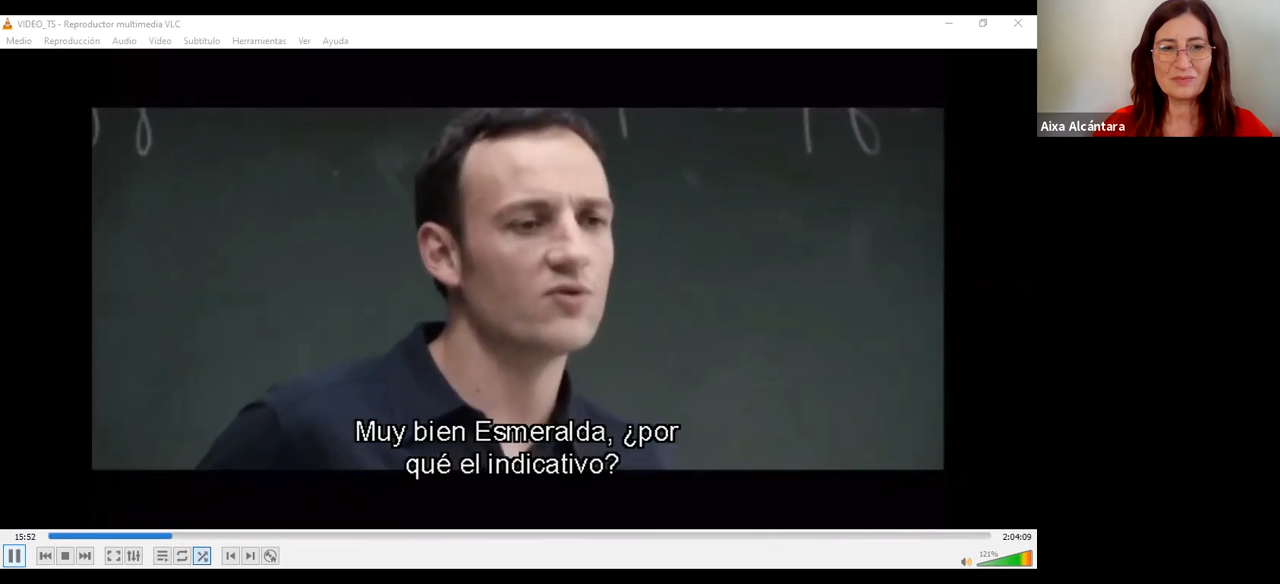 VIDEO_TS - Reproductor multimedia VLC
Medio Reproducción Audio Vídeo Subtítulo Herramientas Ver Ayuda
Aixa Alcántara
Muy bien Esmeralda, ¿por
qué el indicativo?
15:52
2:04:09
121%